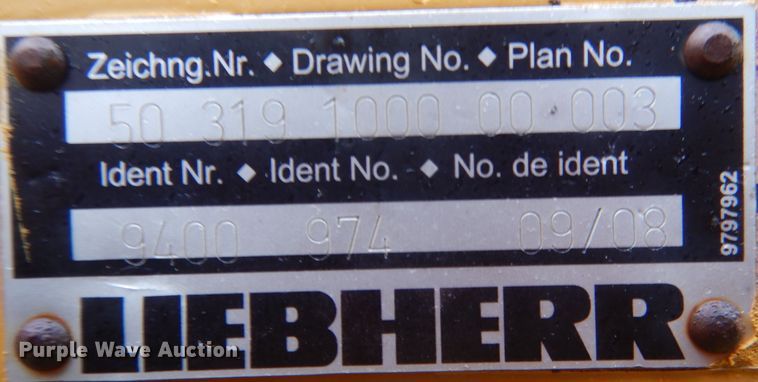 Zeichng.Nr. ◆ Drawing No. ◆ Plan No.
50 319 1000 00 003
Ident Nr. ◆ Ident No. ◆ No. de ident
9400 974 09/08
9797962
LIEBHERR
Purple Wave Auction